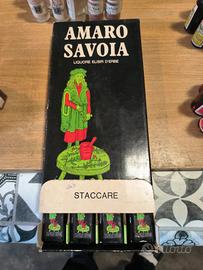 AMARO
SAVOIA
LIQUORE ELISIR D'ERBE
STACCARE